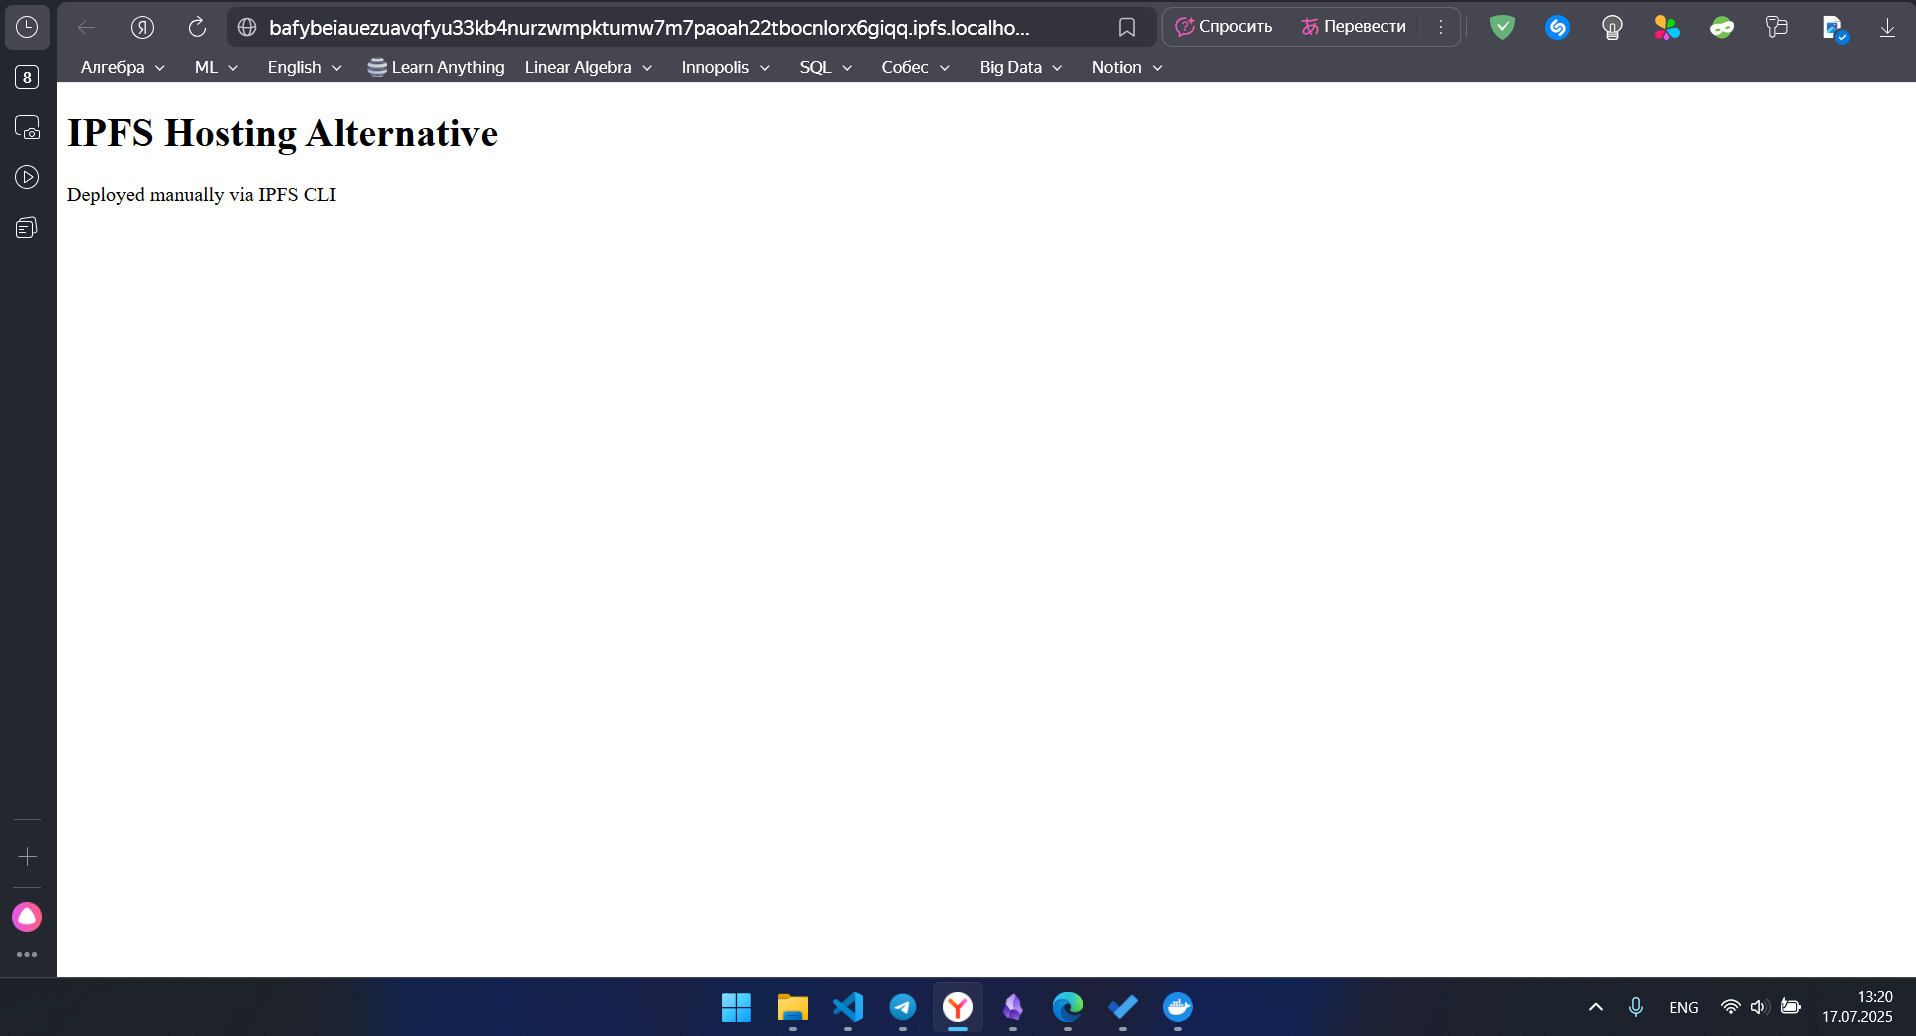 bafybeiauezuavqfyu33kb4nurzwmpktumw7m7paoah22tbocnlorx6giqq.ipfs.localho...
Спросить
Перевести
Алгебра ML English Learn Anything Linear Algebra Innopolis SQL Собес Big Data Notion
8
IPFS Hosting Alternative
Deployed manually via IPFS CLI
ENG
13:20
17.07.2025